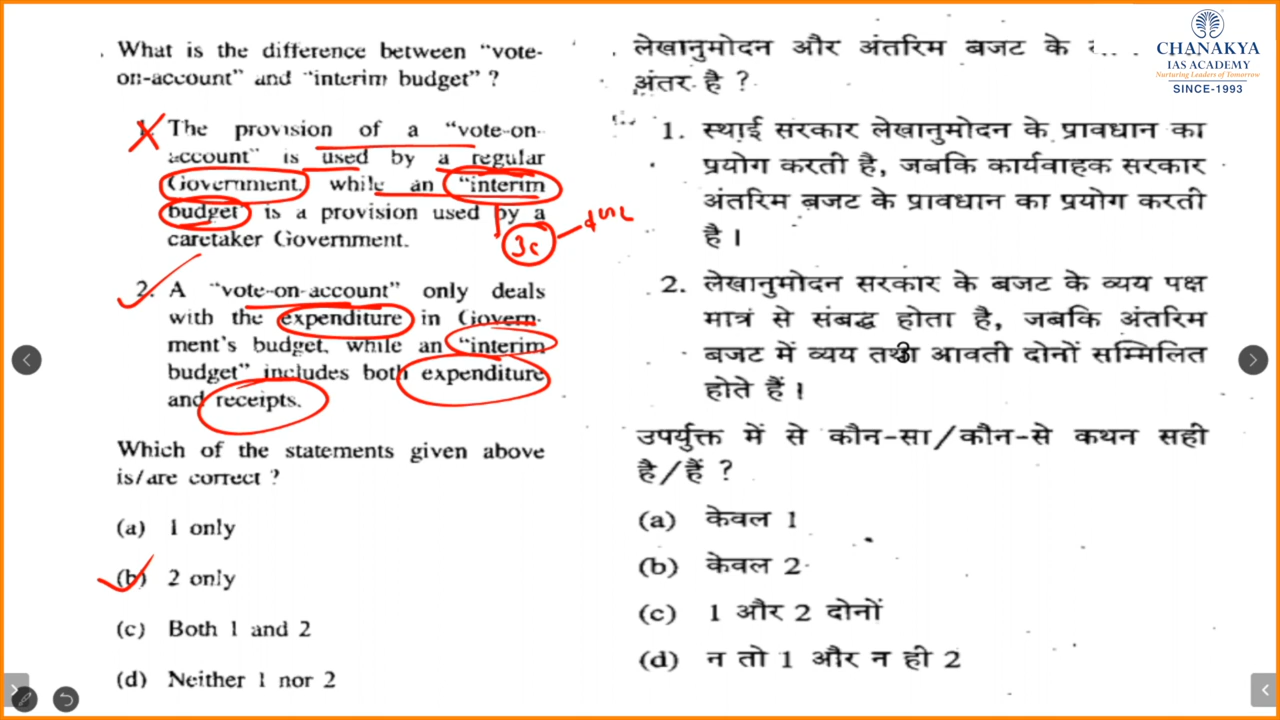 CHANAKYA
IAS ACADEMY
Nurturing Leaders of Tomorrow
SINCE-1993
What is the difference between "vote-
on-account" and "interim budget" ?
1. The provision of a "vote-on-
account" is used by a regular
Government, while an "interim
budget" is a provision used by a
caretaker Government.
2. A "vote-on-account" only deals
with the expenditure in Govern-
ment's budget, while an "interim
budget" includes both expenditure
and receipts.
Which of the statements given above
is/are correct ?
(a) 1 only
(b) 2 only
(c) Both 1 and 2
(d) Neither 1 nor 2
लेखानुमोदन और अंतरिम बजट के
अंतर है ?
1. स्थाई सरकार लेखानुमोदन के प्रावधान का
प्रयोग करती है, जबकि कार्यवाहक सरकार
अंतरिम बजट के प्रावधान का प्रयोग करती
है ।
2. लेखानुमोदन सरकार के बजट के व्यय पक्ष
मात्र से संबद्ध होता है, जबकि अंतरिम
बजट में व्यय तथा आवती दोनों सम्मिलित
होते हैं ।
उपर्युक्त में से कौन-सा/कौन-से कथन सही
है/हैं ?
(a) केवल 1
(b) केवल 2
(c) 1 और 2 दोनों
(d) न तो 1 और न ही 2